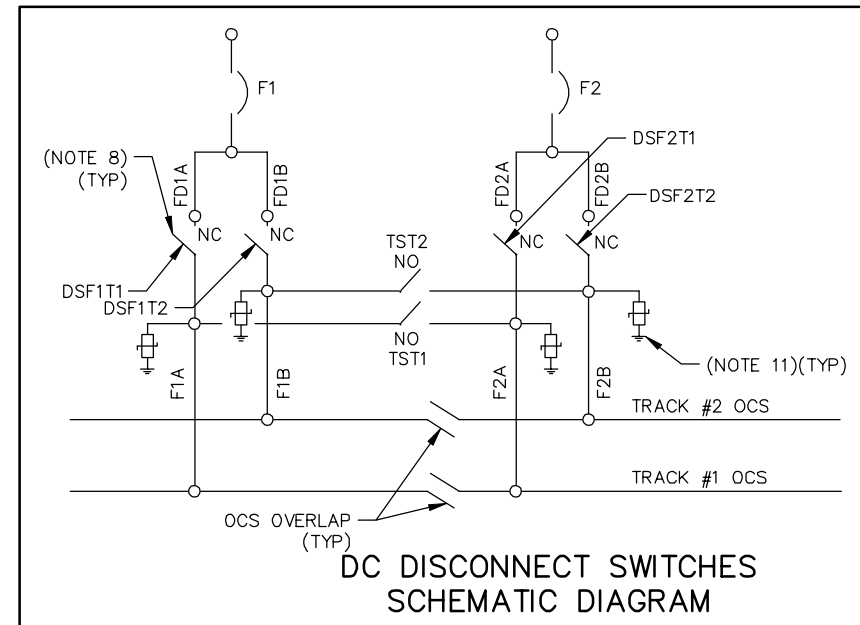 F1
F2
DSF2T1
(NOTE 8)
(TYP)
FD1A
FD1B
FD2A
FD2B
DSF2T2
NC
NC
NC
NC
TST2
NO
DSF1T1
DSF1T2
NO
TST1
(NOTE 11)(TYP)
F1A
F1B
F2A
F2B
TRACK #2 OCS
TRACK #1 OCS
OCS OVERLAP
(TYP)
DC DISCONNECT SWITCHES
SCHEMATIC DIAGRAM